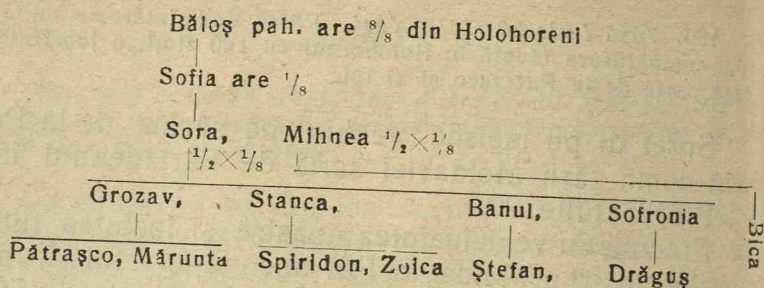 Băloş pah. are 8/8 din Holohoreni
Sofia are 1/8
Sora, Mihnea 1/2×1/8
1/2×1/8
Grozav, Stanca, Banul, Sofronia
Bica
Pătraşco, Mărunta Spiridon, Zoica Ştefan, Drăguş